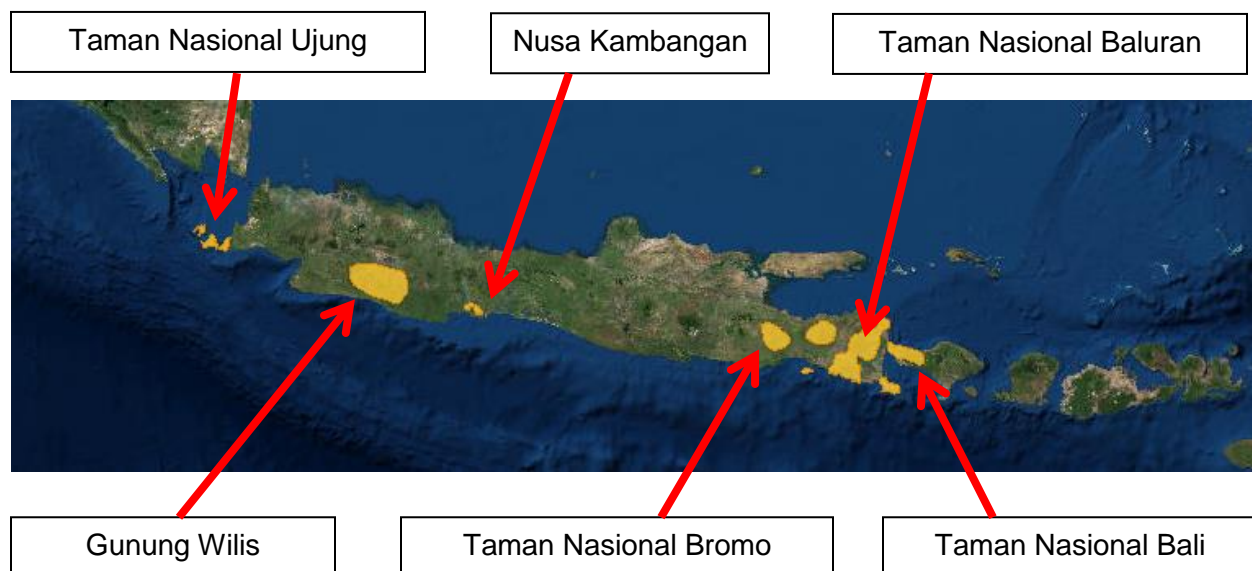 Taman Nasional Ujung
Nusa Kambangan
Taman Nasional Baluran
Gunung Wilis
Taman Nasional Bromo
Taman Nasional Bali